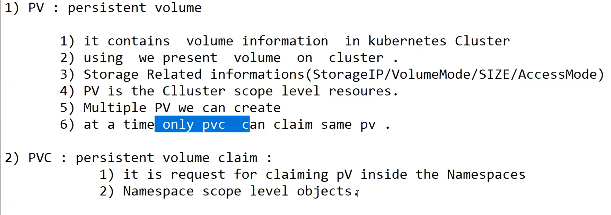 1) PV : persistent volume
1) it contains volume information in kubernetes Cluster
2) using we present volume on cluster .
3) Storage Related informations(StorageIP/VolumeMode/SIZE/AccessMode)
4) PV is the Clluster scope level resoures.
5) Multiple PV we can create
6) at a time only pvc can claim same pv .
2) PVC : persistent volume claim :
1) it is request for claiming pV inside the Namespaces
2) Namespace scope level objects.